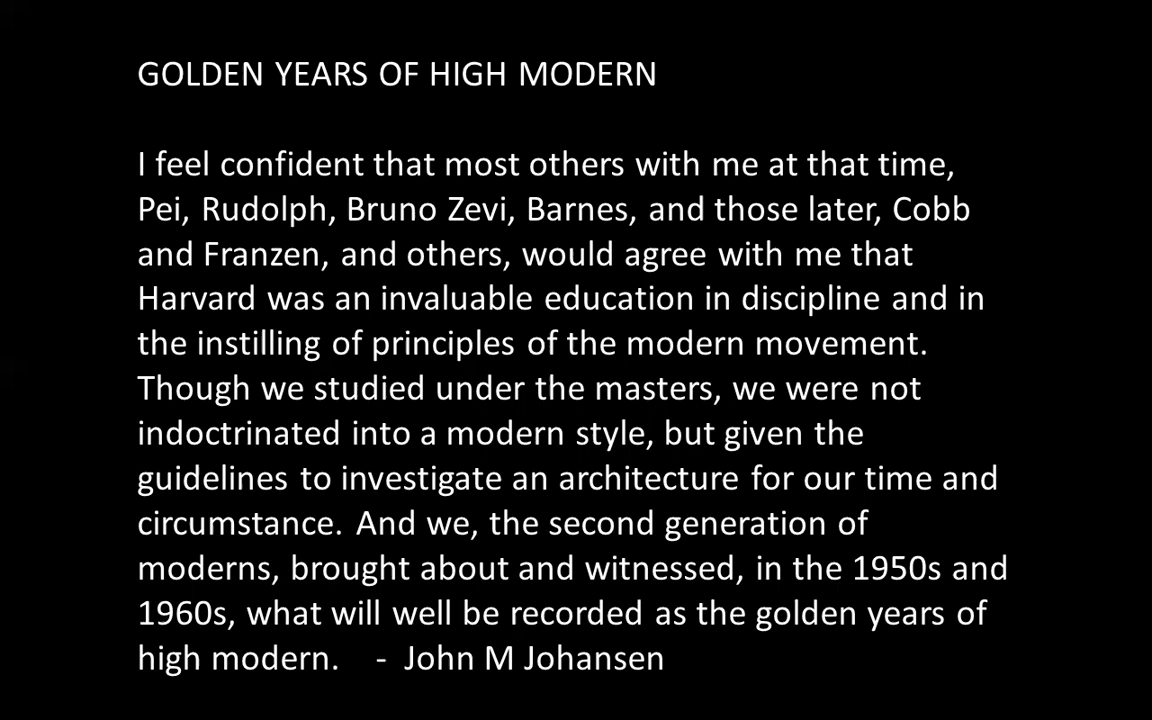 GOLDEN YEARS OF HIGH MODERN
I feel confident that most others with me at that time,
Pei, Rudolph, Bruno Zevi, Barnes, and those later, Cobb
and Franzen, and others, would agree with me that
Harvard was an invaluable education in discipline and in
the instilling of principles of the modern movement.
Though we studied under the masters, we were not
indoctrinated into a modern style, but given the
guidelines to investigate an architecture for our time and
circumstance. And we, the second generation of
moderns, brought about and witnessed, in the 1950s and
1960s, what will well be recorded as the golden years of
high modern. - John M Johansen